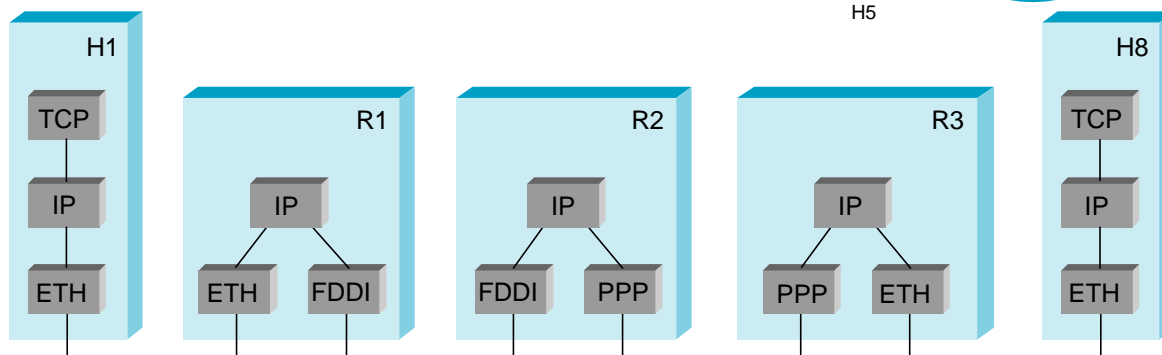 H5
H1
TCP
IP
ETH
R1
IP
ETH FDDI
R2
IP
FDDI PPP
R3
IP
PPP ETH
H8
TCP
IP
ETH